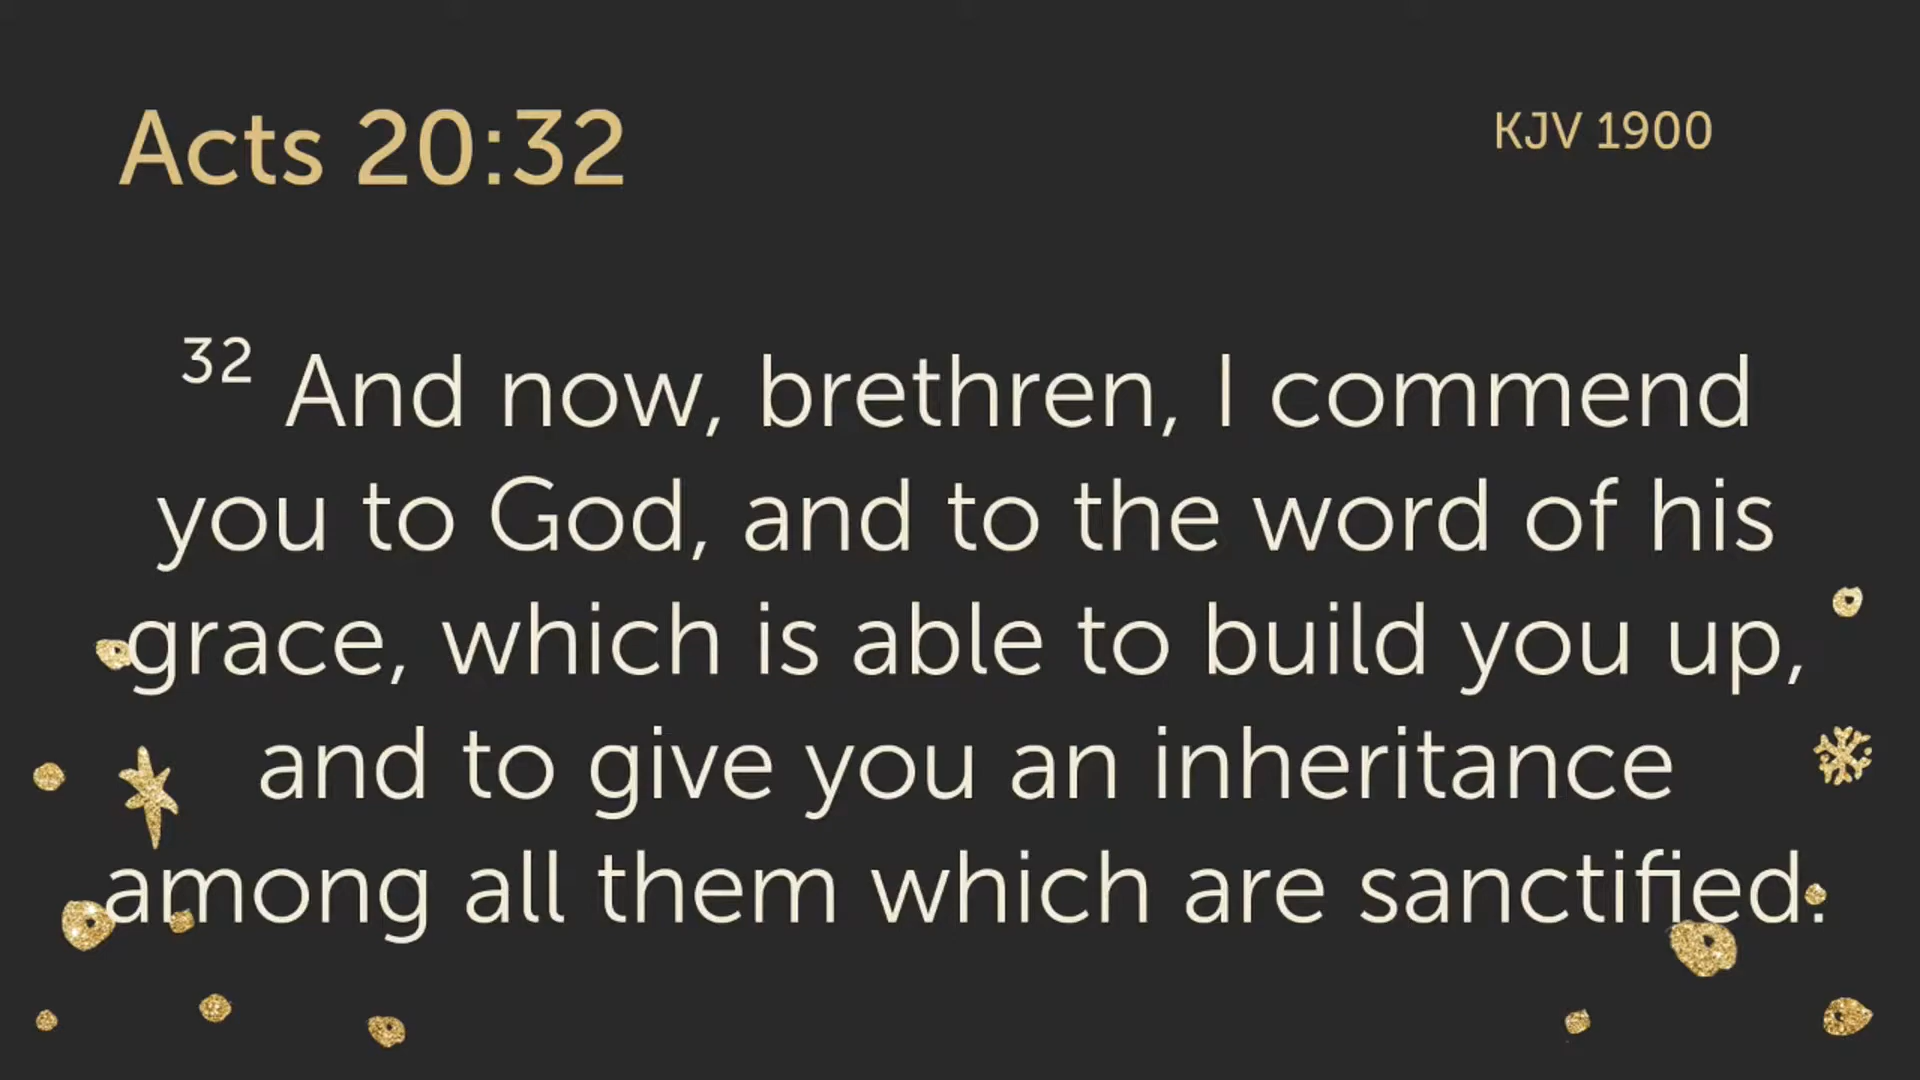 Acts 20:32
KJV 1900
32 And now, brethren, I commend
you to God, and to the word of his
grace, which is able to build you up,
and to give you an inheritance
among all them which are sanctified.